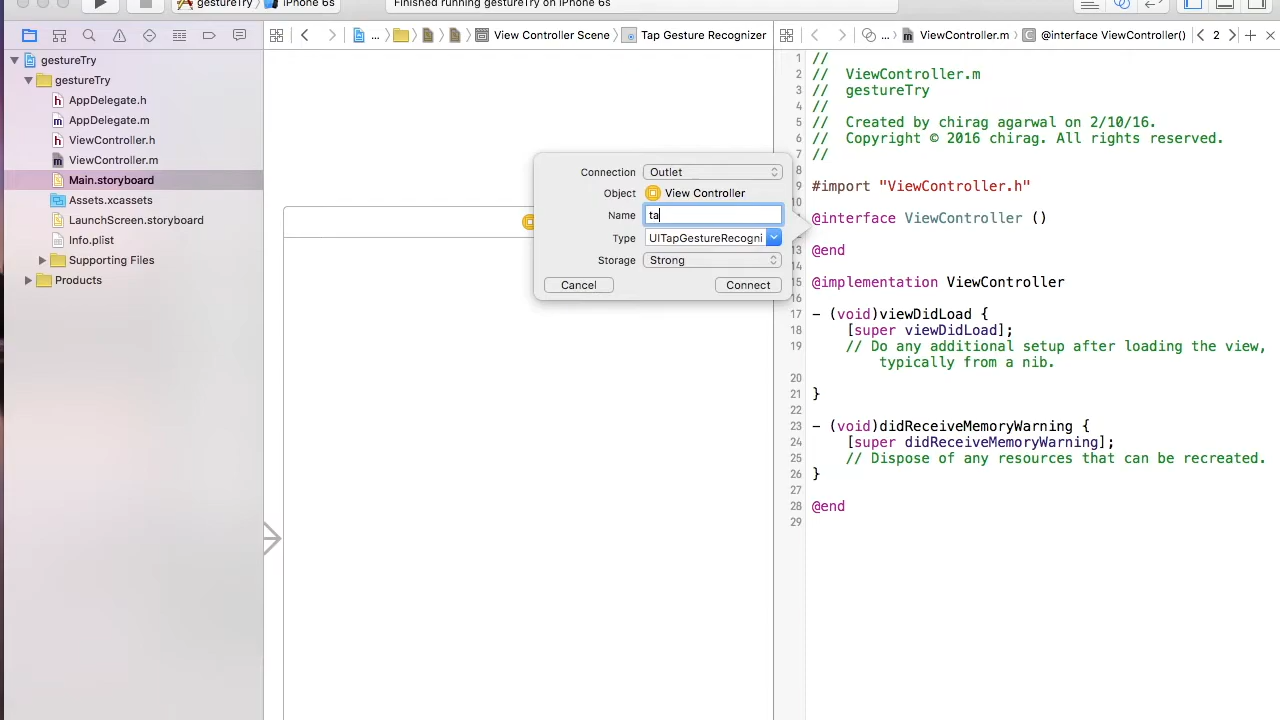 gestureTry
iPhone 6s
Finished running gestureTry on iPhone 6s
... View Controller Scene Tap Gesture Recognizer
... ViewController.m @interface ViewController() 2
gestureTry
gestureTry
AppDelegate.h
AppDelegate.m
ViewController.h
ViewController.m
Main.storyboard
Assets.xcassets
LaunchScreen.storyboard
Info.plist
Supporting Files
Products
Connection Outlet
Object View Controller
Name ta
Type UITapGestureRecogni
Storage Strong
Cancel Connect
1 //
2 // ViewController.m
3 // gestureTry
4 //
5 // Created by chirag agarwal on 2/10/16.
6 // Copyright © 2016 chirag. All rights reserved.
7 //
8
9 #import "ViewController.h"
10
@interface ViewController ()
13 @end
14
15 @implementation ViewController
16
17 - (void)viewDidLoad {
18 [super viewDidLoad];
19 // Do any additional setup after loading the view,
typically from a nib.
20
21 }
22
23 - (void)didReceiveMemoryWarning {
24 [super didReceiveMemoryWarning];
25 // Dispose of any resources that can be recreated.
26 }
27
28 @end
29